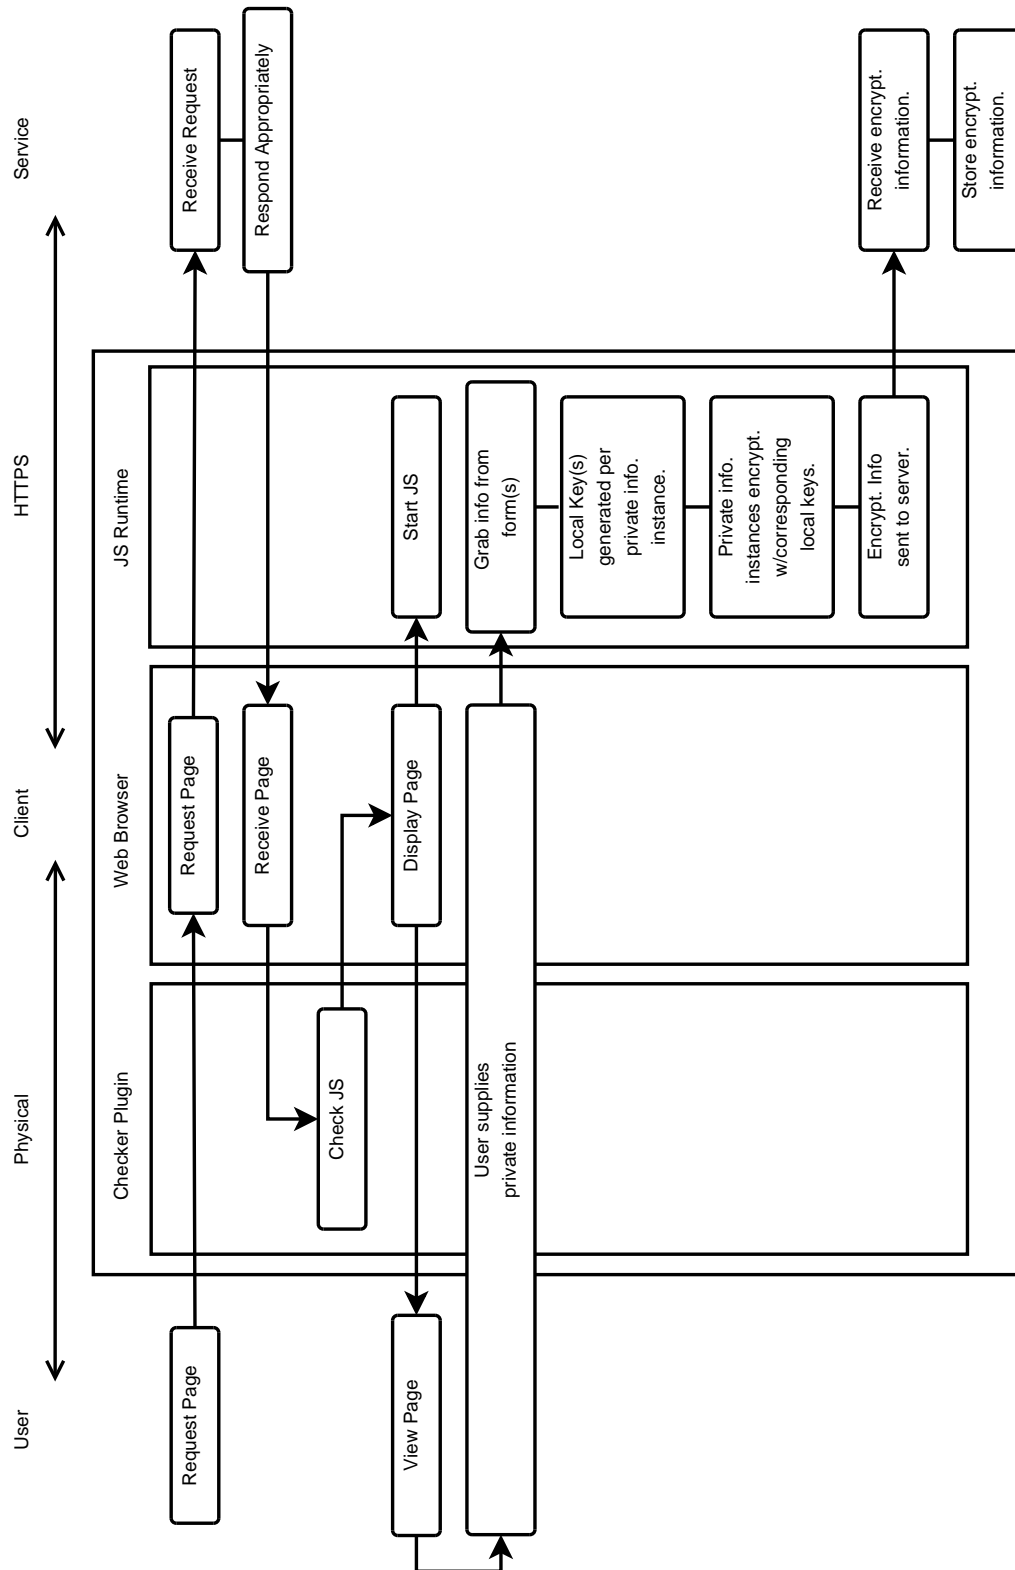 User
Physical
Client
HTTPS
Service
Checker Plugin
Web Browser
JS Runtime
Request Page
Request Page
Receive Request
Receive Page
Respond Appropriately
Check JS
View Page
Display Page
Start JS
User supplies
private information
Grab info from
form(s)
Local Key(s)
generated per
private info.
instance.
Private info.
instances encrypt.
w/corresponding
local keys.
Encrypt. Info
sent to server.
Receive encrypt.
information.
Store encrypt.
information.